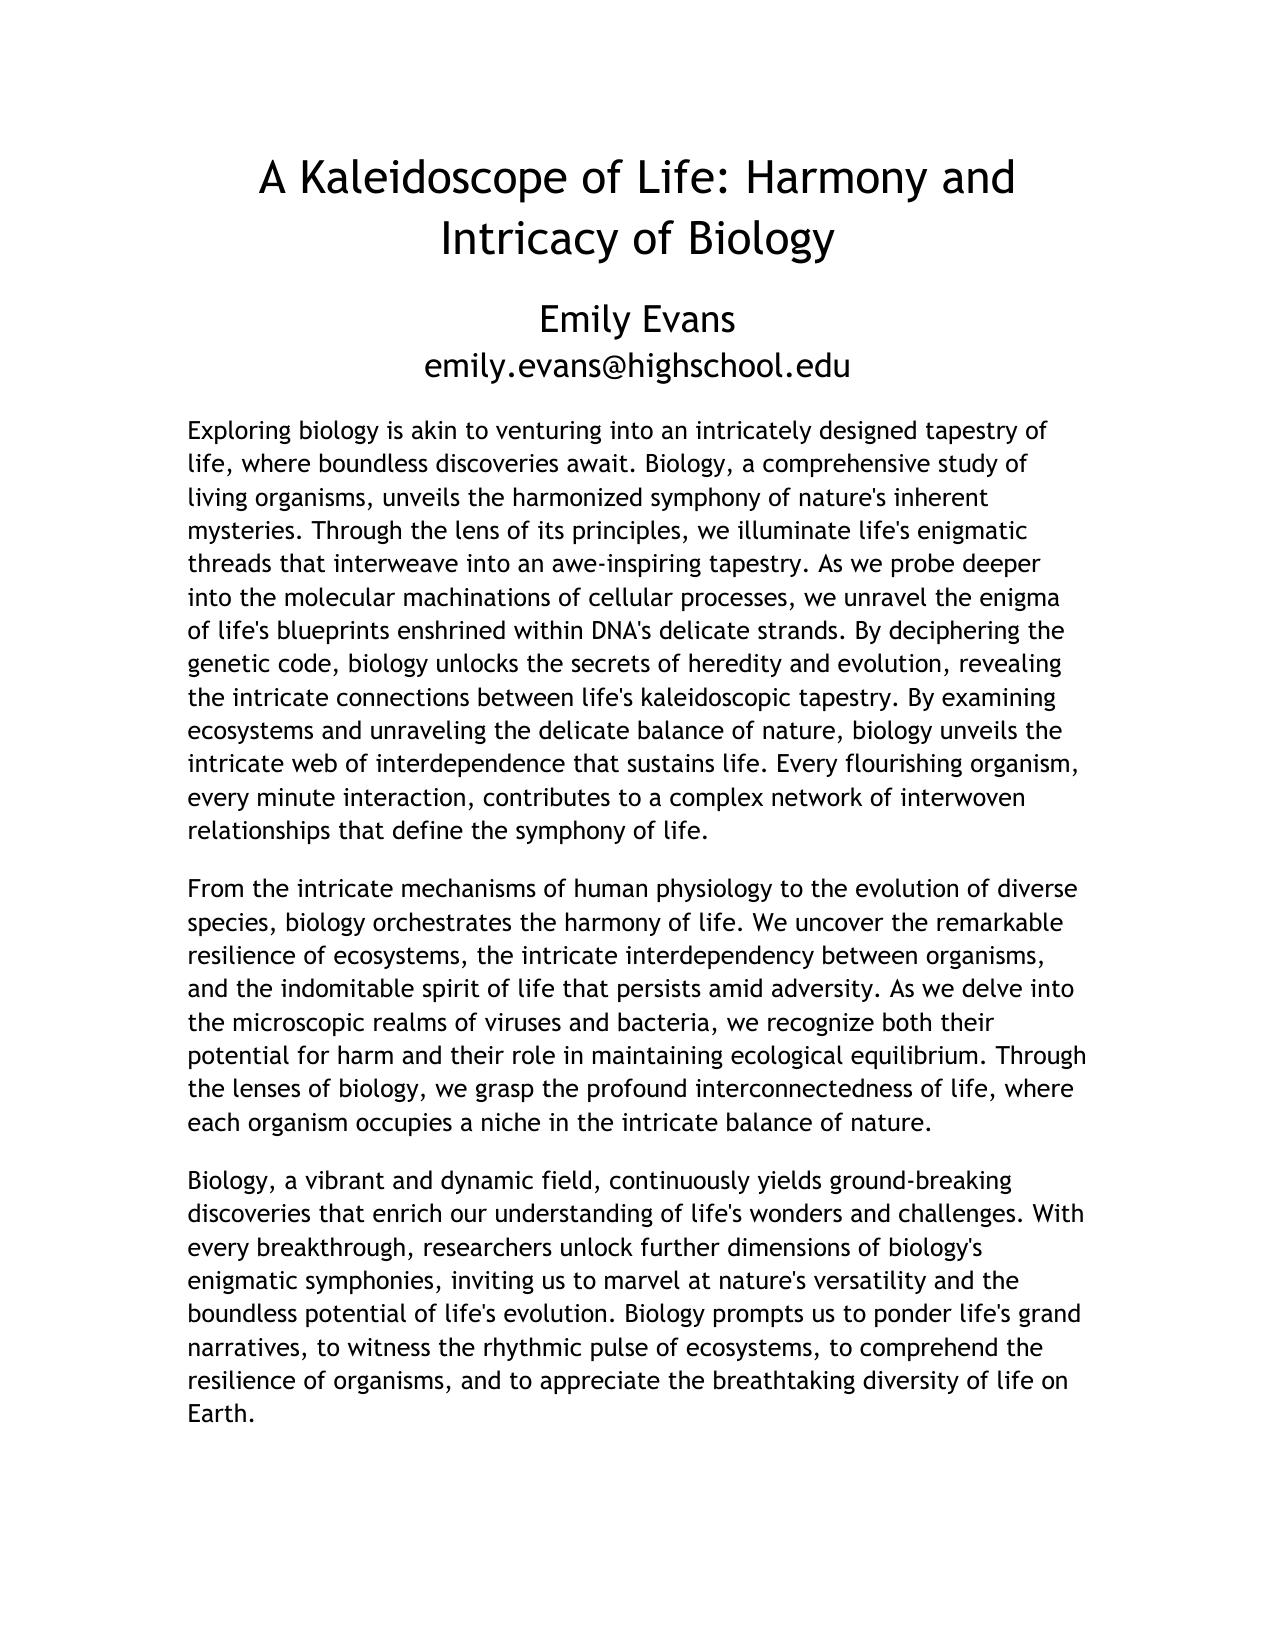 A Kaleidoscope of Life: Harmony and
Intricacy of Biology
Emily Evans
emily.evans@highschool.edu
Exploring biology is akin to venturing into an intricately designed tapestry of
life, where boundless discoveries await. Biology, a comprehensive study of
living organisms, unveils the harmonized symphony of nature's inherent
mysteries. Through the lens of its principles, we illuminate life's enigmatic
threads that interweave into an awe-inspiring tapestry. As we probe deeper
into the molecular machinations of cellular processes, we unravel the enigma
of life's blueprints enshrined within DNA's delicate strands. By deciphering the
genetic code, biology unlocks the secrets of heredity and evolution, revealing
the intricate connections between life's kaleidoscopic tapestry. By examining
ecosystems and unraveling the delicate balance of nature, biology unveils the
intricate web of interdependence that sustains life. Every flourishing organism,
every minute interaction, contributes to a complex network of interwoven
relationships that define the symphony of life.
From the intricate mechanisms of human physiology to the evolution of diverse
species, biology orchestrates the harmony of life. We uncover the remarkable
resilience of ecosystems, the intricate interdependency between organisms,
and the indomitable spirit of life that persists amid adversity. As we delve into
the microscopic realms of viruses and bacteria, we recognize both their
potential for harm and their role in maintaining ecological equilibrium. Through
the lenses of biology, we grasp the profound interconnectedness of life, where
each organism occupies a niche in the intricate balance of nature.
Biology, a vibrant and dynamic field, continuously yields ground-breaking
discoveries that enrich our understanding of life's wonders and challenges. With
every breakthrough, researchers unlock further dimensions of biology's
enigmatic symphonies, inviting us to marvel at nature's versatility and the
boundless potential of life's evolution. Biology prompts us to ponder life's grand
narratives, to witness the rhythmic pulse of ecosystems, to comprehend the
resilience of organisms, and to appreciate the breathtaking diversity of life on
Earth.